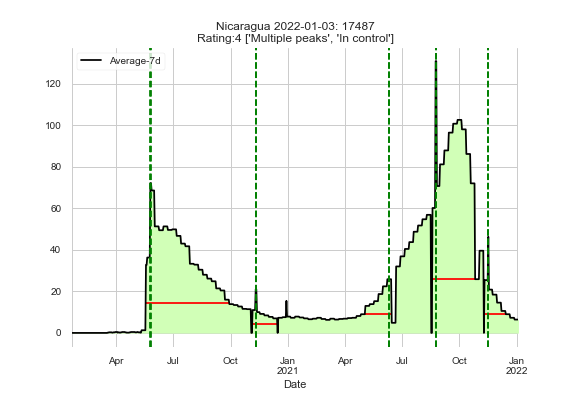 Nicaragua 2022-01-03: 17487
Rating:4 ['Multiple peaks', 'In control']
Average-7d
120
100
80
60
40
20
0
Apr Jul Oct Jan Apr Jul Oct Jan
2021 2022
Date